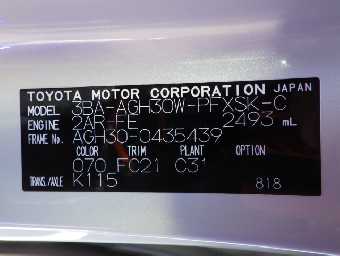 TOYOTA MOTOR CORPORATION JAPAN
MODEL 3BA-AGH30W-PFXSK-C
ENGINE 2AR-FE 2493 mL
FRAME No. AGH30-0435439
COLOR TRIM PLANT OPTION
070 FC21 C31
TRANS./AXLE K115 818